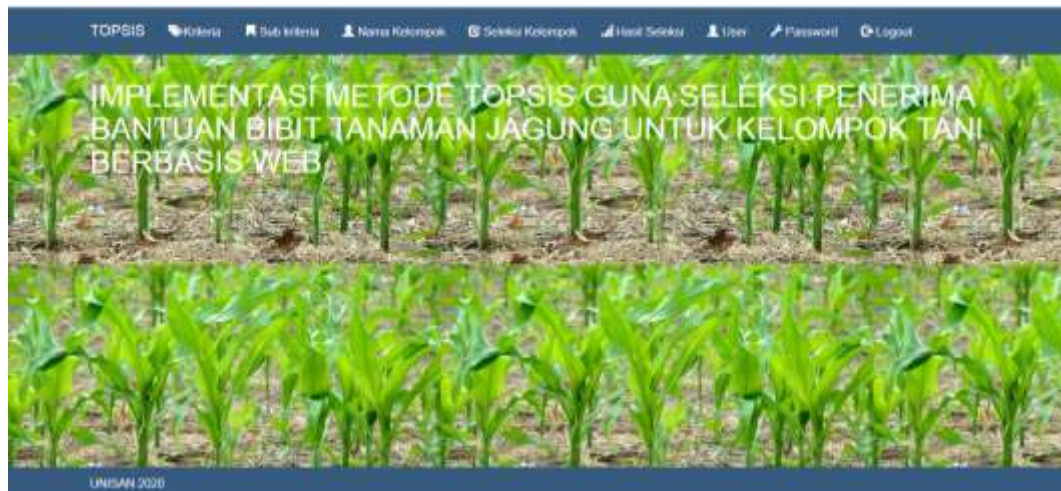 TOPSIS Kriteria Sub kriteria Nama Kelompok Seleksi Kelompok Hasil Seleksi User Password Logout
IMPLEMENTASI METODE TOPSIS GUNA SELEKSI PENERIMA
BANTUAN BIBIT TANAMAN JAGUNG UNTUK KELOMPOK TANI
BERBASIS WEB
UNISAN 2020